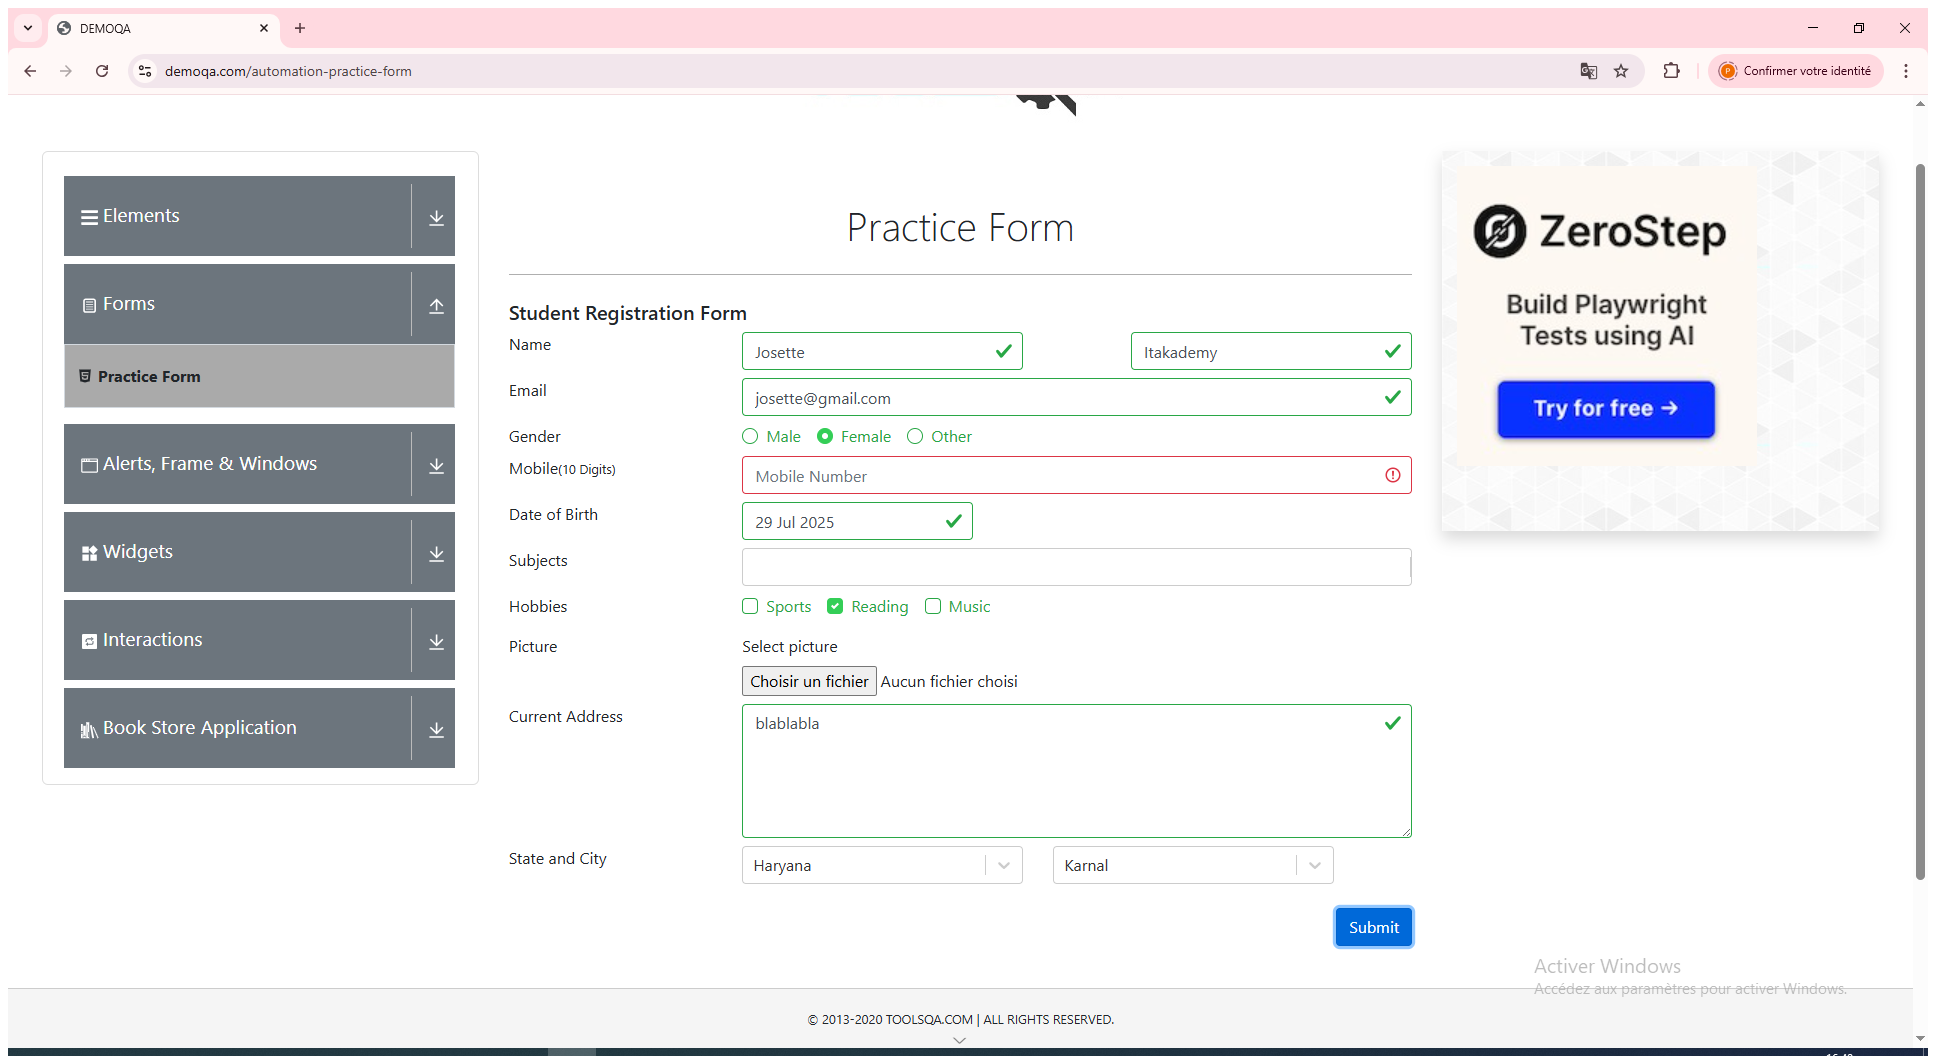 DEMOQA
demoqa.com/automation-practice-form
Confirmer votre identité
Elements
Forms
Practice Form
Alerts, Frame & Windows
Widgets
Interactions
Book Store Application
Practice Form
Student Registration Form
Name Josette Itakademy
Email josette@gmail.com
Gender Male Female Other
Mobile(10 Digits) Mobile Number
Date of Birth 29 Jul 2025
Subjects
Hobbies Sports Reading Music
Picture Select picture
Choisir un fichier Aucun fichier choisi
Current Address blablabla
State and City Haryana Karnal
Submit
ZeroStep
Build Playwright
Tests using AI
Try for free →
Activer Windows
Accédez aux paramètres pour activer Windows.
© 2013-2020 TOOLSQA.COM | ALL RIGHTS RESERVED.